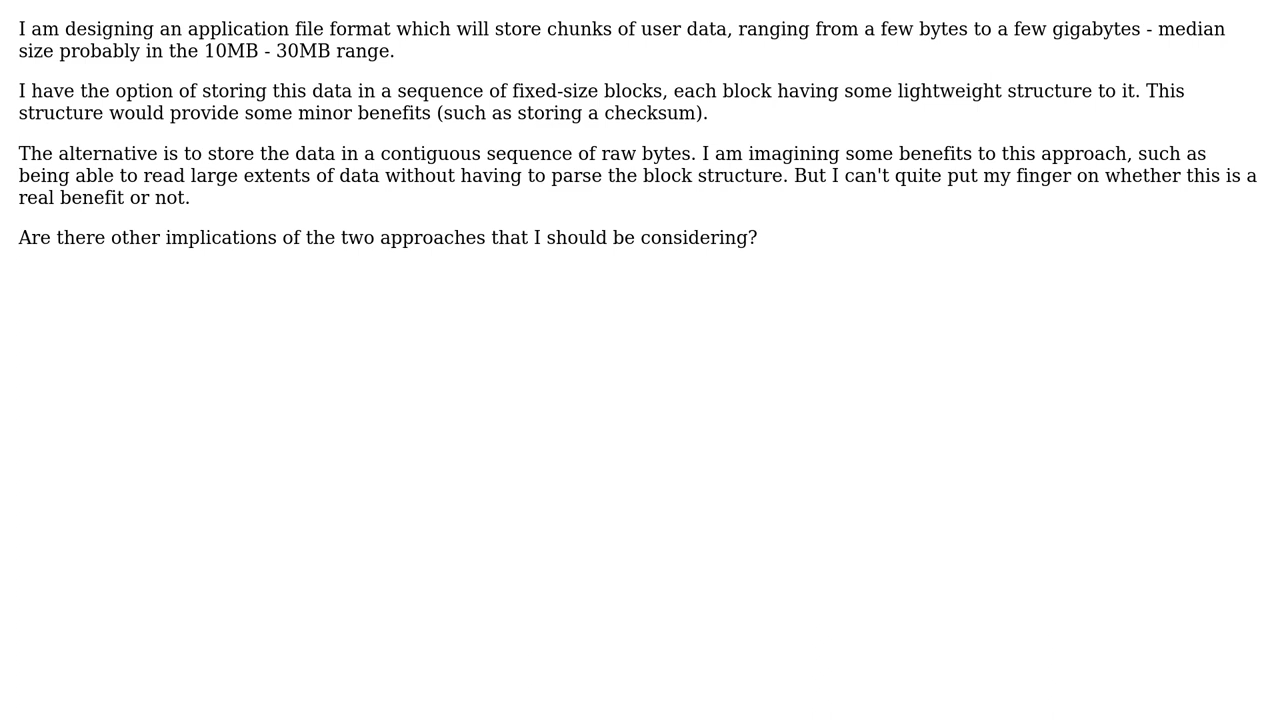 I am designing an application file format which will store chunks of user data, ranging from a few bytes to a few gigabytes - median
size probably in the 10MB - 30MB range.
I have the option of storing this data in a sequence of fixed-size blocks, each block having some lightweight structure to it. This
structure would provide some minor benefits (such as storing a checksum).
The alternative is to store the data in a contiguous sequence of raw bytes. I am imagining some benefits to this approach, such as
being able to read large extents of data without having to parse the block structure. But I can't quite put my finger on whether this is a
real benefit or not.
Are there other implications of the two approaches that I should be considering?